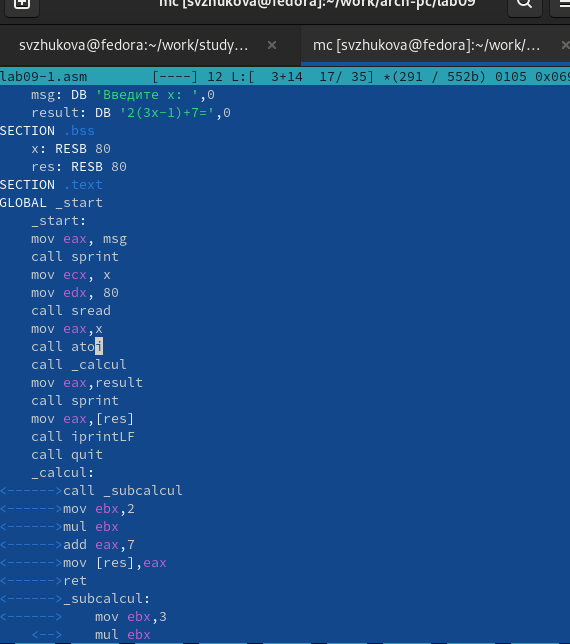 mc [svzhukova@fedora]:~/work/arch-pc/lab09
svzhukova@fedora:~/work/study... ×
mc [svzhukova@fedora]:~/work/... ×
lab09-1.asm [----] 12 L:[ 3+14 17/ 35] *(291 / 552b) 0105 0x069
msg: DB 'Введите x: ',0
result: DB '2(3x-1)+7=',0
SECTION .bss
x: RESB 80
res: RESB 80
SECTION .text
GLOBAL _start
_start:
mov eax, msg
call sprint
mov ecx, x
mov edx, 80
call sread
mov eax,x
call atoi
call _calcul
mov eax,result
call sprint
mov eax,[res]
call iprintLF
call quit
_calcul:
<------>call _subcalcul
<------>mov ebx,2
<------>mul ebx
<------>add eax,7
<------>mov [res],eax
<------>ret
<------>_subcalcul:
<------> mov ebx,3
<--> mul ebx